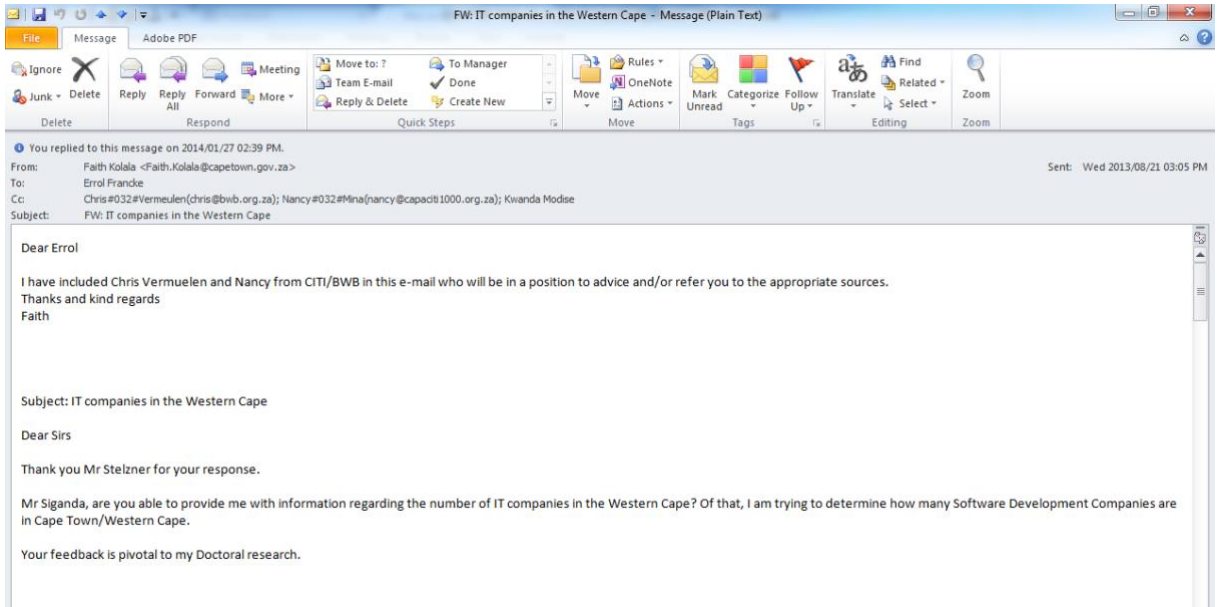 FW: IT companies in the Western Cape - Message (Plain Text)
File Message Adobe PDF
Ignore
Junk
Delete
Reply
Reply All
Forward
Meeting
More
Move to: ?
Team E-mail
Reply & Delete
To Manager
Done
Create New
Move
Rules
OneNote
Actions
Mark Unread
Categorize
Follow Up
Translate
Find
Related
Select
Zoom
Delete Respond Quick Steps Move Tags Editing Zoom
You replied to this message on 2014/01/27 02:39 PM.
From: Faith Kolala <Faith.Kolala@capetown.gov.za> Sent: Wed 2013/08/21 03:05 PM
To: Errol Francke
Cc: Chris#032#Vermeulen(chris@bwb.org.za); Nancy#032#Mina(nancy@capaciti1000.org.za); Kwanda Modise
Subject: FW: IT companies in the Western Cape
Dear Errol
I have included Chris Vermuelen and Nancy from CITI/BWB in this e-mail who will be in a position to advice and/or refer you to the appropriate sources.
Thanks and kind regards
Faith
Subject: IT companies in the Western Cape
Dear Sirs
Thank you Mr Stelzner for your response.
Mr Siganda, are you able to provide me with information regarding the number of IT companies in the Western Cape? Of that, I am trying to determine how many Software Development Companies are
in Cape Town/Western Cape.
Your feedback is pivotal to my Doctoral research.